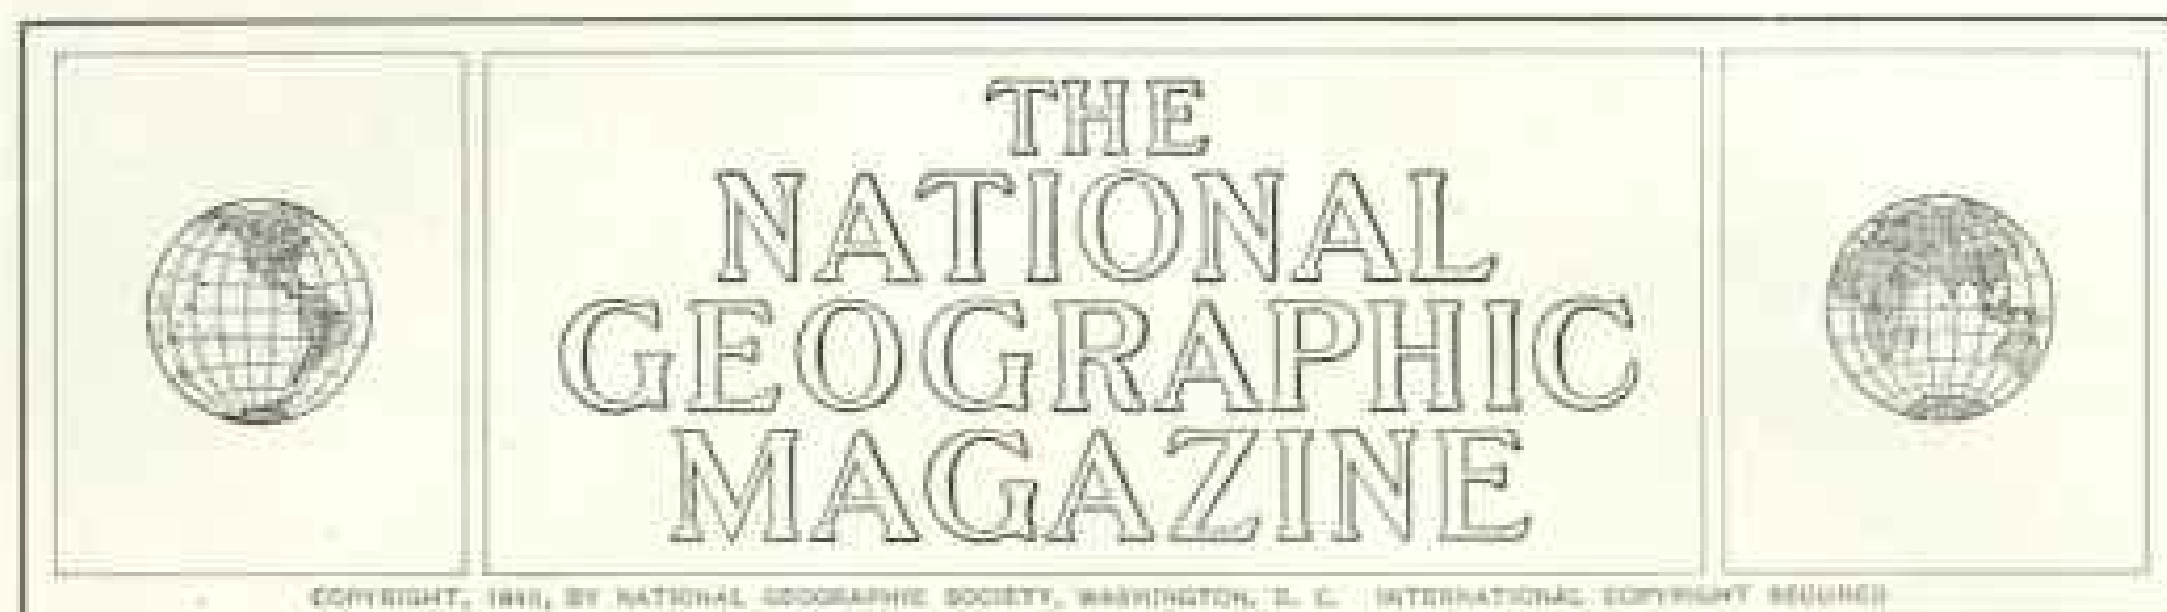 THE
NATIONAL
GEOGRAPHIC
MAGAZINE
COPYRIGHT, BY NATIONAL GEOGRAPHIC SOCIETY, WASHINGTON, D. C. INTERNATIONAL COPYRIGHT SECURED